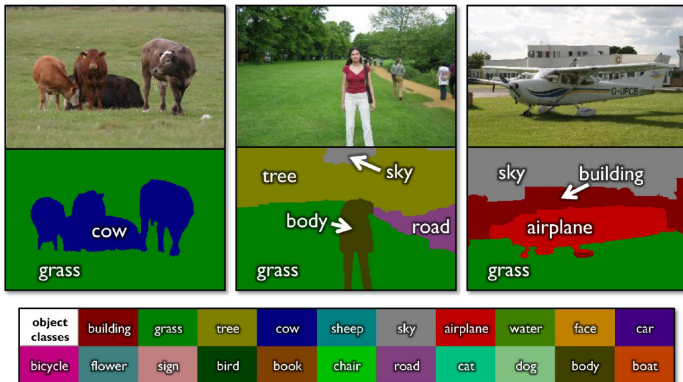 G-UFCB
tree
sky
body
road
cow
grass
grass
sky
building
airplane
grass
object classes
building
grass
tree
cow
sheep
sky
airplane
water
face
car
bicycle
flower
sign
bird
book
chair
road
cat
dog
body
boat